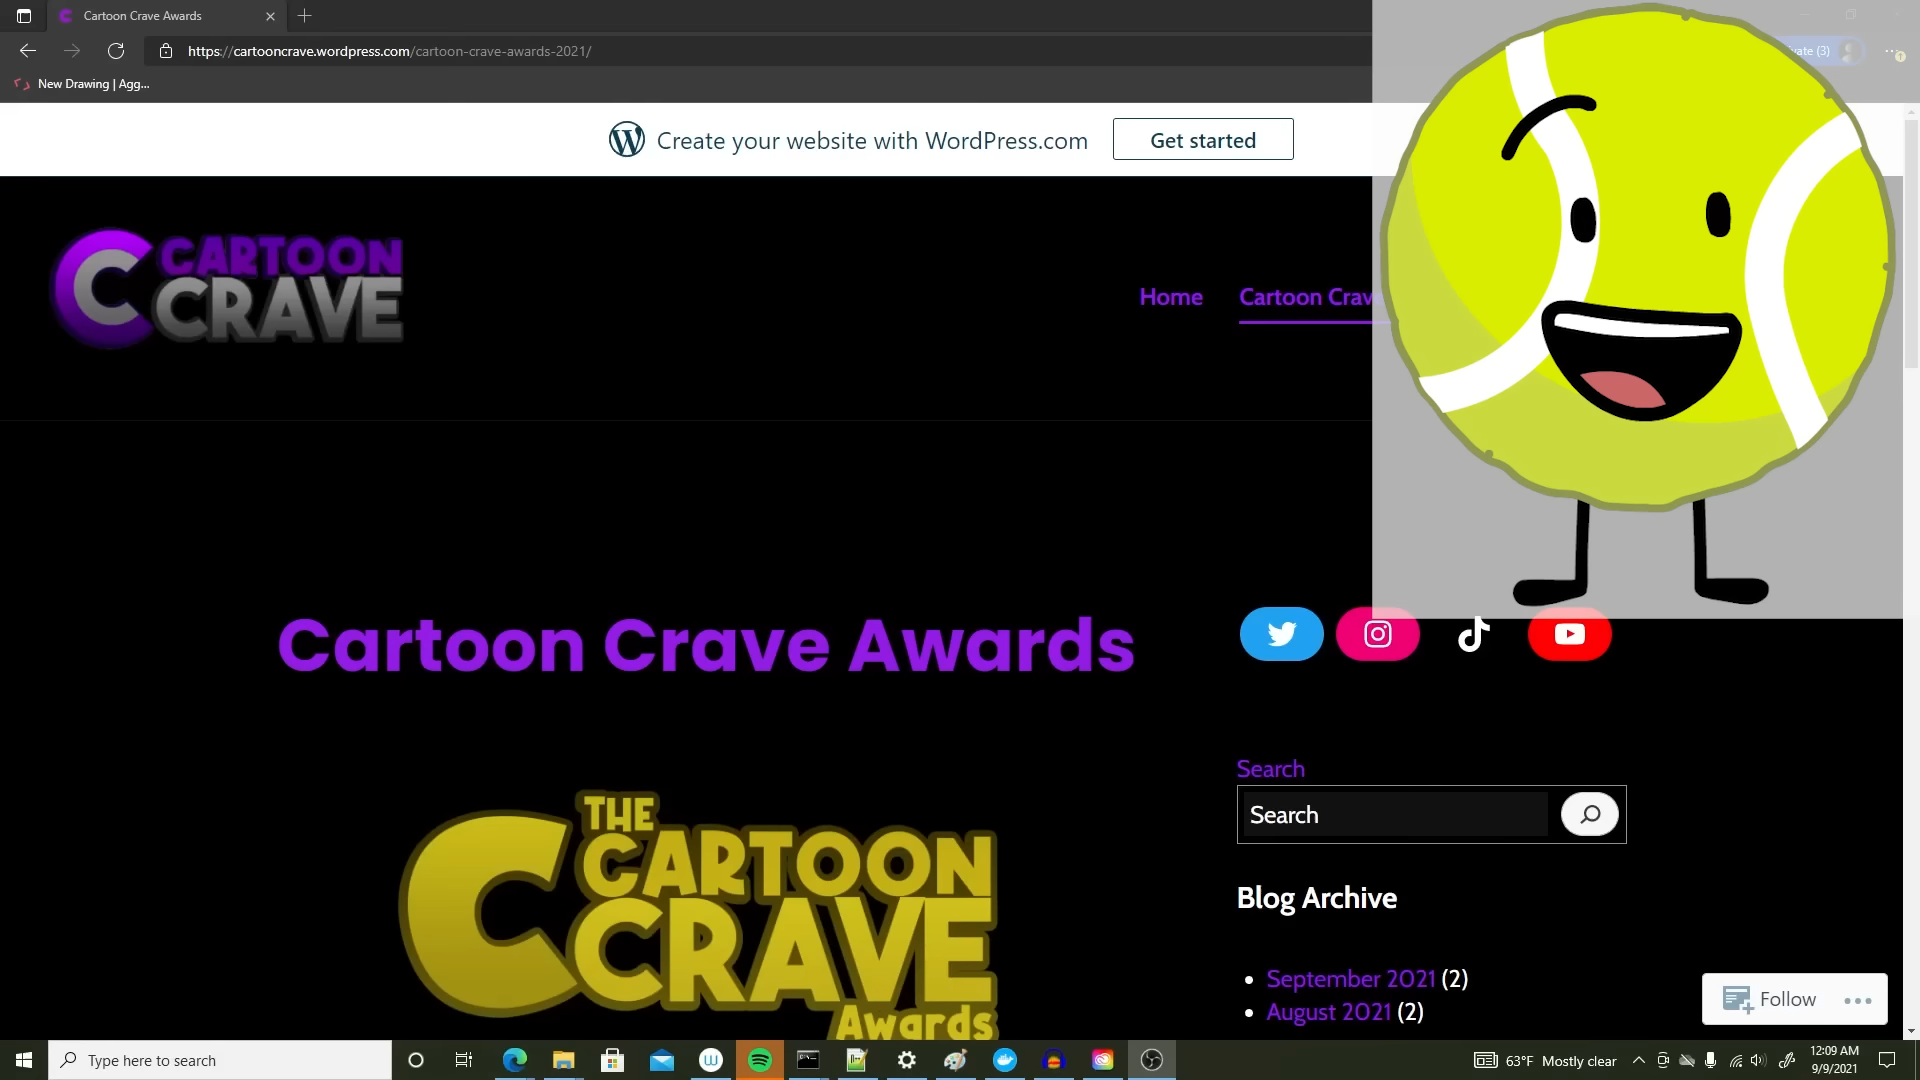 Cartoon Crave Awards
https://cartooncrave.wordpress.com/cartoon-crave-awards-2021/
(3)
New Drawing | Agg...
Create your website with WordPress.com
Get started
CARTOON
CRAVE
Home
Cartoon Crav
Cartoon Crave Awards
Search
Search
THE
CARTOON
CRAVE
Awards
Blog Archive
September 2021 (2)
August 2021 (2)
Follow
Type here to search
63°F Mostly clear
12:09 AM
9/9/2021